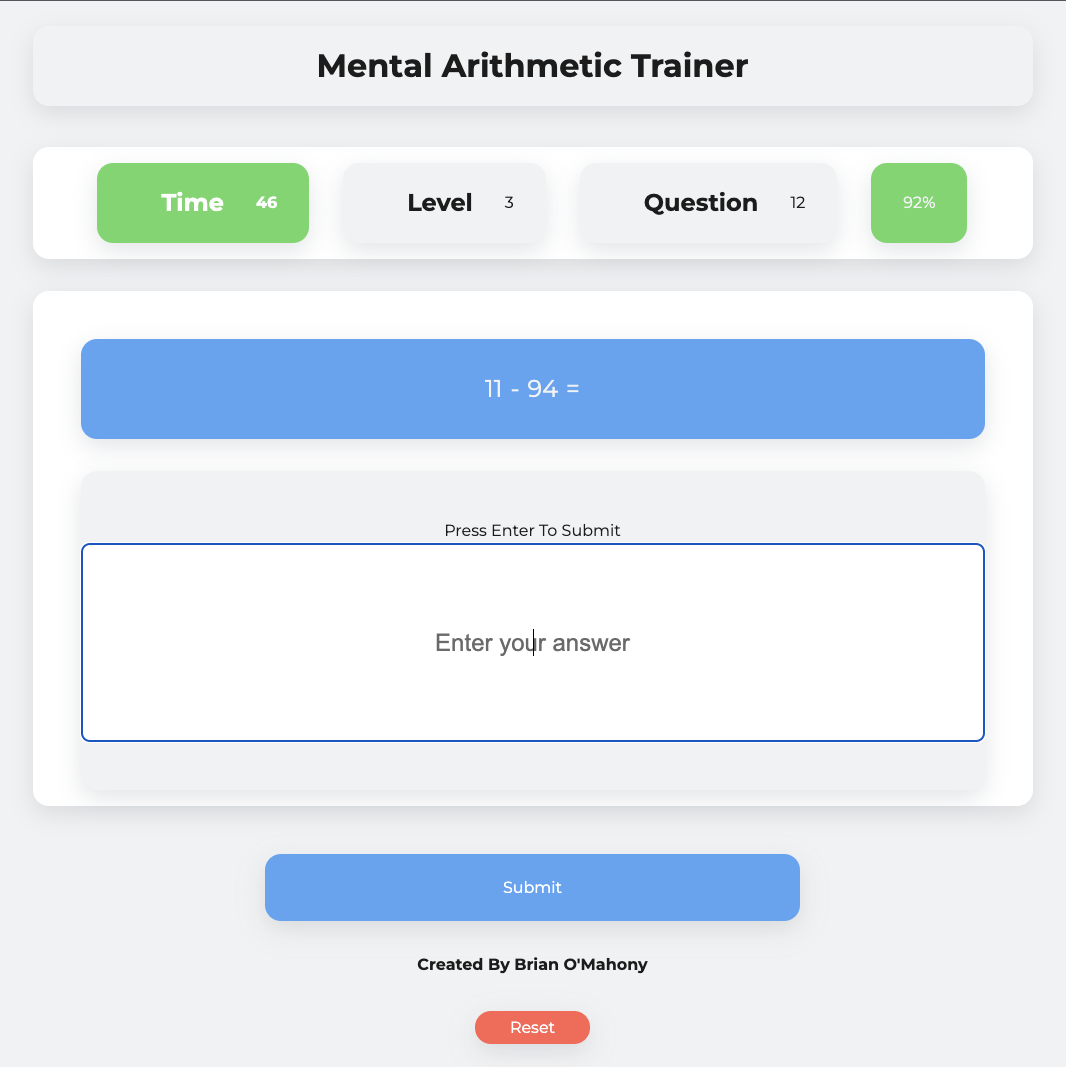 Mental Arithmetic Trainer
Time 46 Level 3 Question 12 92%
11 - 94 =
Press Enter To Submit
Enter your answer
Submit
Created By Brian O'Mahony
Reset